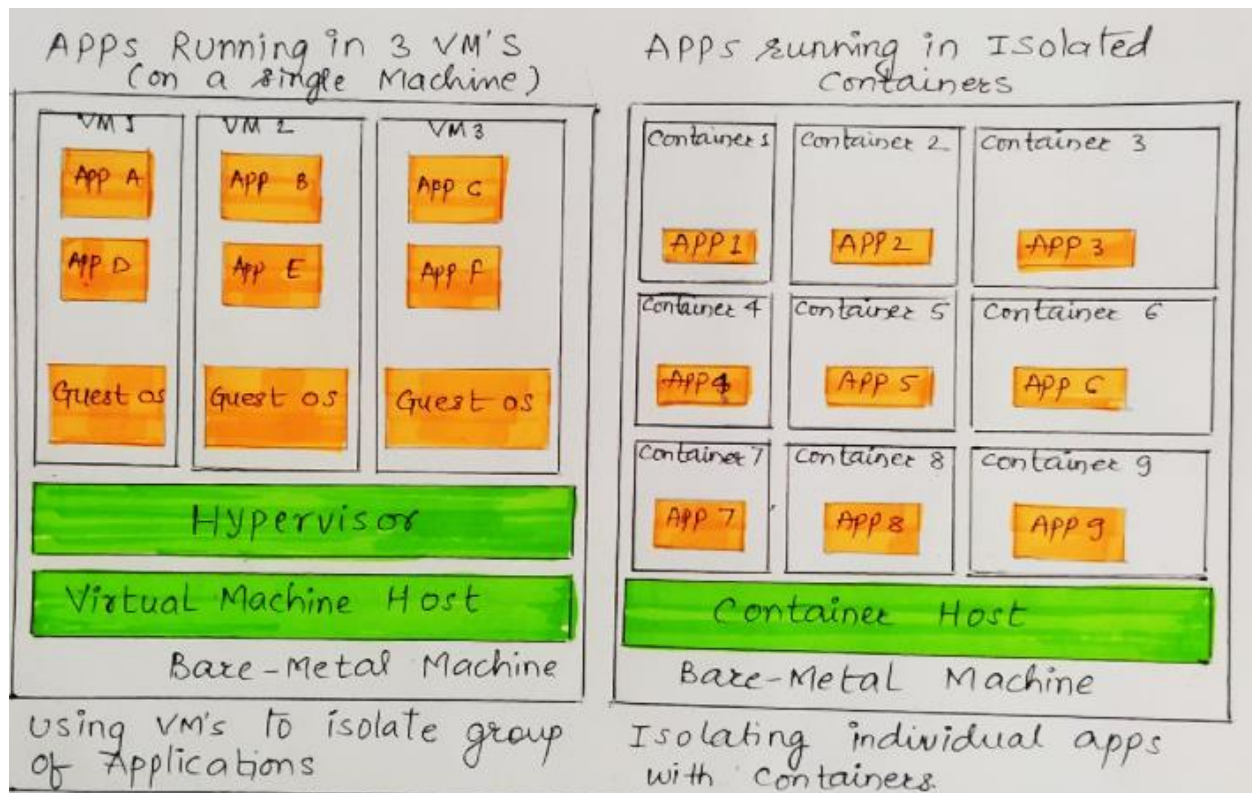 APPs Running in 3 VM'S
(on a single Machine)
VM 1
VM 2
VM 3
App A
APP B
APP C
App D
App E
App F
Guest os
Guest os
Guest os
Hypervisor
Virtual Machine Host
Bare-Metal Machine
using VM's to isolate group
of Applications
APPs running in Isolated
Containers
Container 1
Container 2
Container 3
APP 1
APP 2
APP 3
Container 4
Container 5
Container 6
APP 4
APP 5
APP 6
Container 7
Container 8
Container 9
APP 7
APP 8
APP 9
Container Host
Bare-Metal Machine
Isolating individual apps
with Containers.